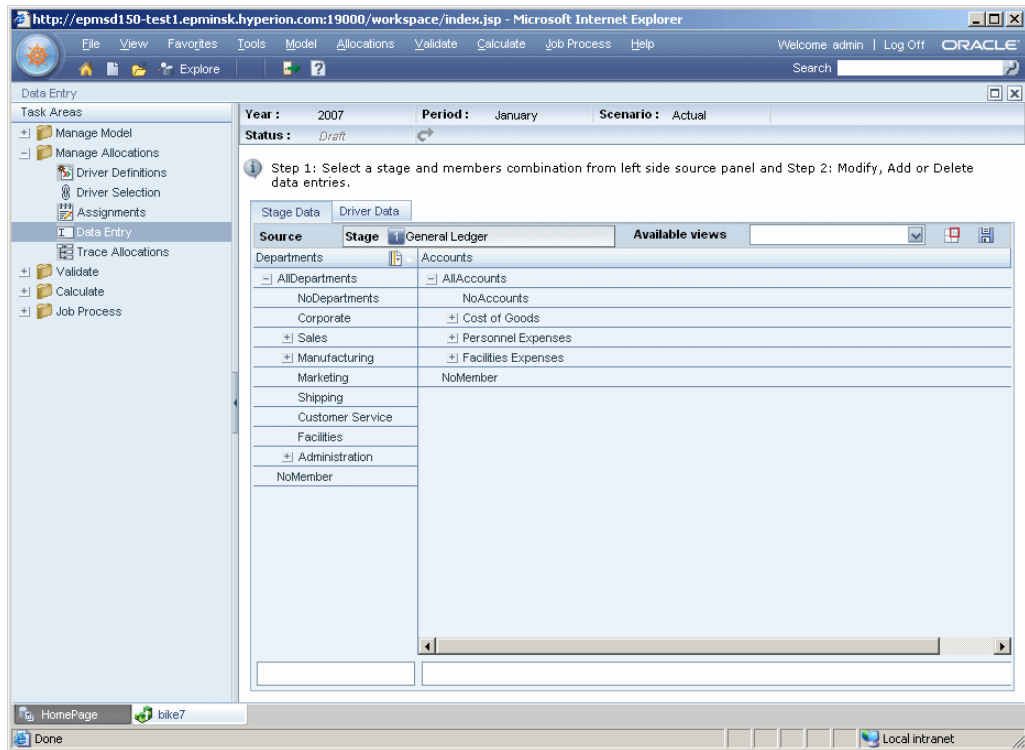 http://epmsd150-test1.epminsk.hyperion.com:19000/workspace/index.jsp - Microsoft Internet Explorer
File View Favorites Tools Model Allocations Validate Calculate Job Process Help Welcome admin | Log Off ORACLE
Explore Search
Data Entry
Task Areas
Manage Model
Manage Allocations
Driver Definitions
Driver Selection
Assignments
Data Entry
Trace Allocations
Validate
Calculate
Job Process
Year : 2007 Period : January Scenario : Actual
Status : Draft
Step 1: Select a stage and members combination from left side source panel and Step 2: Modify, Add or Delete
data entries.
Stage Data Driver Data
Source Stage 1 General Ledger Available views
Departments Accounts
AllDepartments AllAccounts
NoDepartments NoAccounts
Corporate Cost of Goods
Sales Personnel Expenses
Manufacturing Facilities Expenses
Marketing NoMember
Shipping
Customer Service
Facilities
Administration
NoMember
HomePage bike7
Done Local intranet